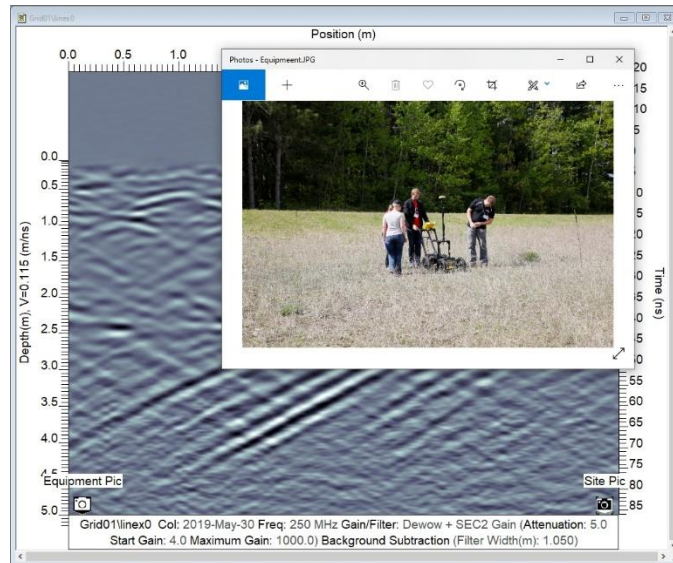 Grid01\linex0
Position (m)
0.0 0.5 1.0
Photos - Equipmeent.JPG
20
15
10
0.0
0.5
1.0
1.5
2.0
2.5
3.0
3.5
4.0
4.5
5.0
Depth(m), V=0.115 (m/ns)
Time (ns)
50
55
60
65
70
75
80
85
Equipment Pic
Site Pic
Grid01\linex0 Col: 2019-May-30 Freq: 250 MHz Gain/Filter: Dewow + SEC2 Gain (Attenuation: 5.0
Start Gain: 4.0 Maximum Gain: 1000.0) Background Subtraction (Filter Width(m): 1.050)